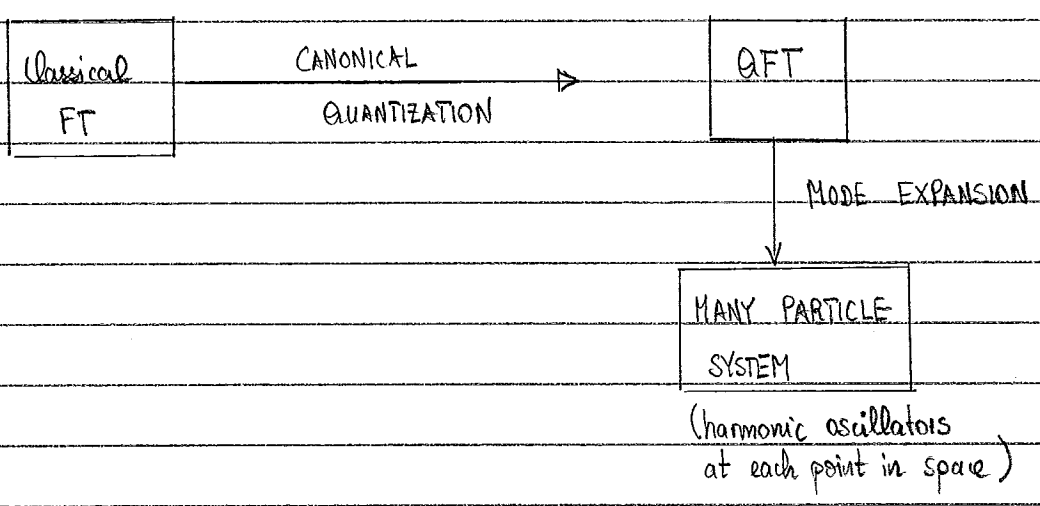 Classical
FT
CANONICAL
QUANTIZATION
QFT
MODE EXPANSION
MANY PARTICLE
SYSTEM
(harmonic oscillators
at each point in space)